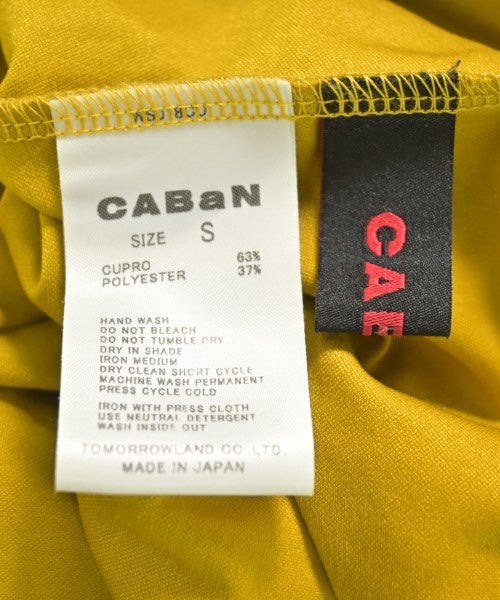 CABaN
SIZE S
CUPRO 63%
POLYESTER 37%
HAND WASH
DO NOT BLEACH
DO NOT TUMBLE DRY
DRY IN SHADE
IRON MEDIUM
DRY CLEAN SHORT CYCLE
MACHINE WASH PERMANENT
PRESS CYCLE COLD
IRON WITH PRESS CLOTH
USE NEUTRAL DETERGENT
WASH INSIDE OUT
TOMORROWLAND CO.,LTD.
MADE IN JAPAN
CAB